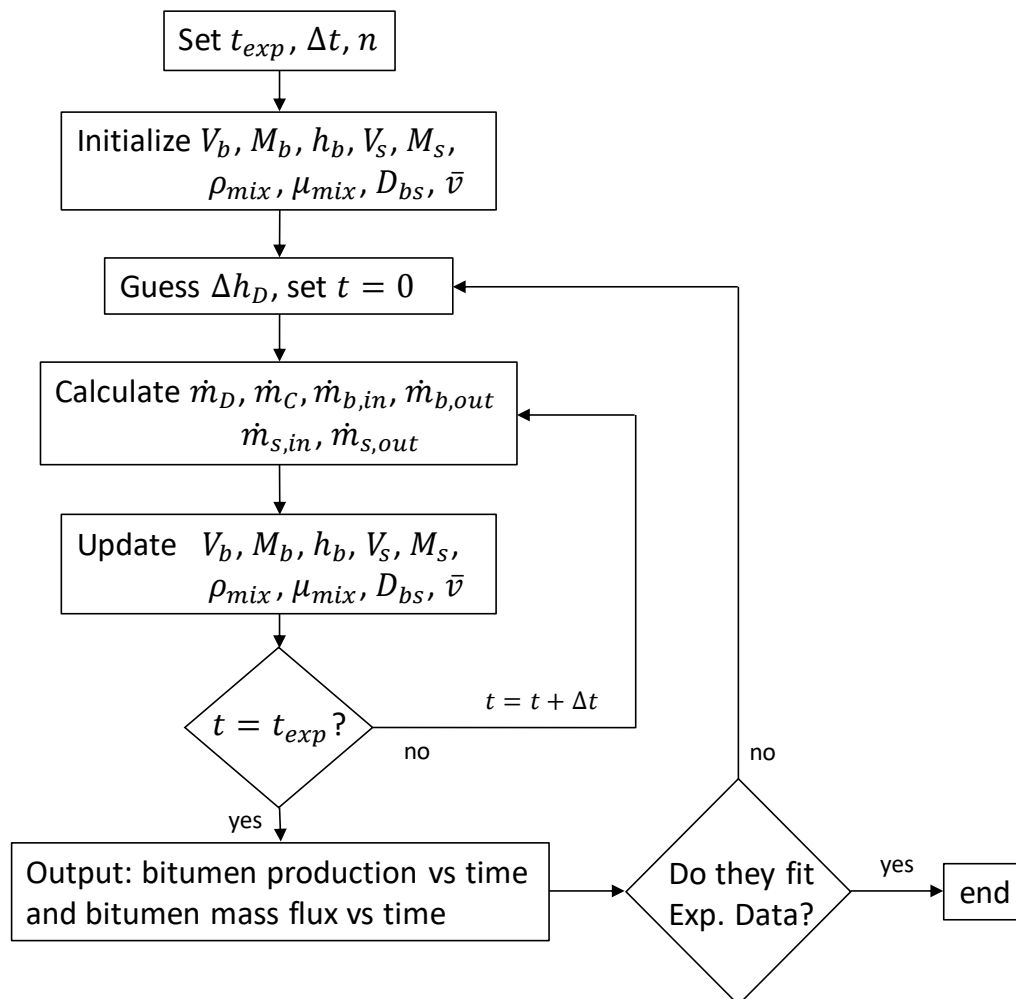 Set t_exp, Δt, n
Initialize V_b, M_b, h_b, V_s, M_s,
ρ_mix, μ_mix, D_bs, v̄
Guess Δh_D, set t = 0
Calculate ṁ_D, ṁ_C, ṁ_b,in, ṁ_b,out
ṁ_s,in, ṁ_s,out
Update V_b, M_b, h_b, V_s, M_s,
ρ_mix, μ_mix, D_bs, v̄
t = t_exp?
no
t = t + Δt
yes
Output: bitumen production vs time
and bitumen mass flux vs time
Do they fit
Exp. Data?
no
yes
end